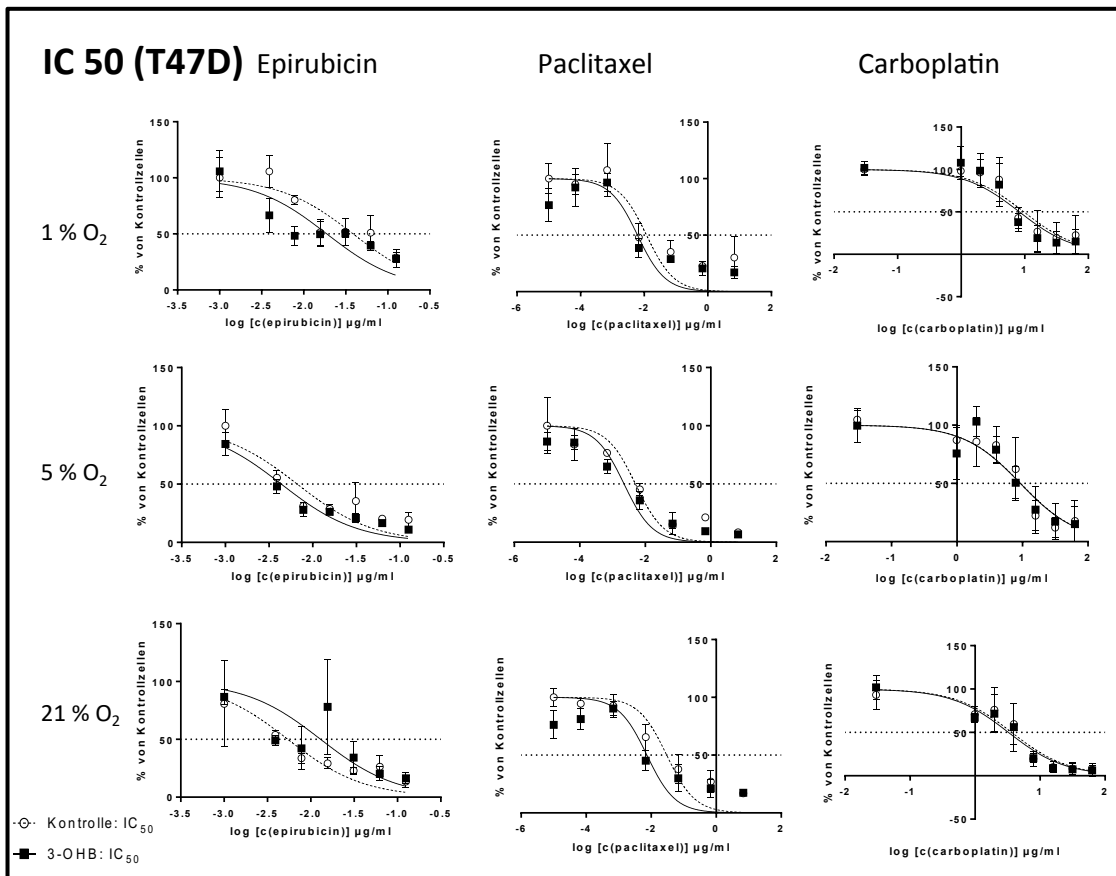 IC 50 (T47D) Epirubicin Paclitaxel Carboplatin
1 % O₂
% von Kontrollzellen
150
100
50
0
-3.5 -3.0 -2.5 -2.0 -1.5 -1.0 -0.5
log [c(epirubicin)] µg/ml
% von Kontrollzellen
150
100
50
-6 -4 -2 0 2
log [c(paclitaxel)] µg/ml
% von Kontrollzellen
150
100
50
-2 -1 0 1 2
-50
log [c(carboplatin)] µg/ml
5 % O₂
% von Kontrollzellen
150
100
50
0
-3.5 -3.0 -2.5 -2.0 -1.5 -1.0 -0.5
log [c(epirubicin)] µg/ml
% von Kontrollzellen
150
100
50
-6 -4 -2 0 2
log [c(paclitaxel)] µg/ml
% von Kontrollzellen
150
100
50
-2 -1 0 1 2
log [c(carboplatin)] µg/ml
21 % O₂
% von Kontrollzellen
150
100
50
0
-3.5 -3.0 -2.5 -2.0 -1.5 -1.0 -0.5
log [c(epirubicin)] µg/ml
% von Kontrollzellen
150
100
50
-6 -4 -2 0 2
log [c(paclitaxel)] µg/ml
% von Kontrollzellen
150
100
50
-2 -1 0 1 2
-50
log [c(carboplatin)] µg/ml
Kontrolle: IC₅₀
3-OHB: IC₅₀